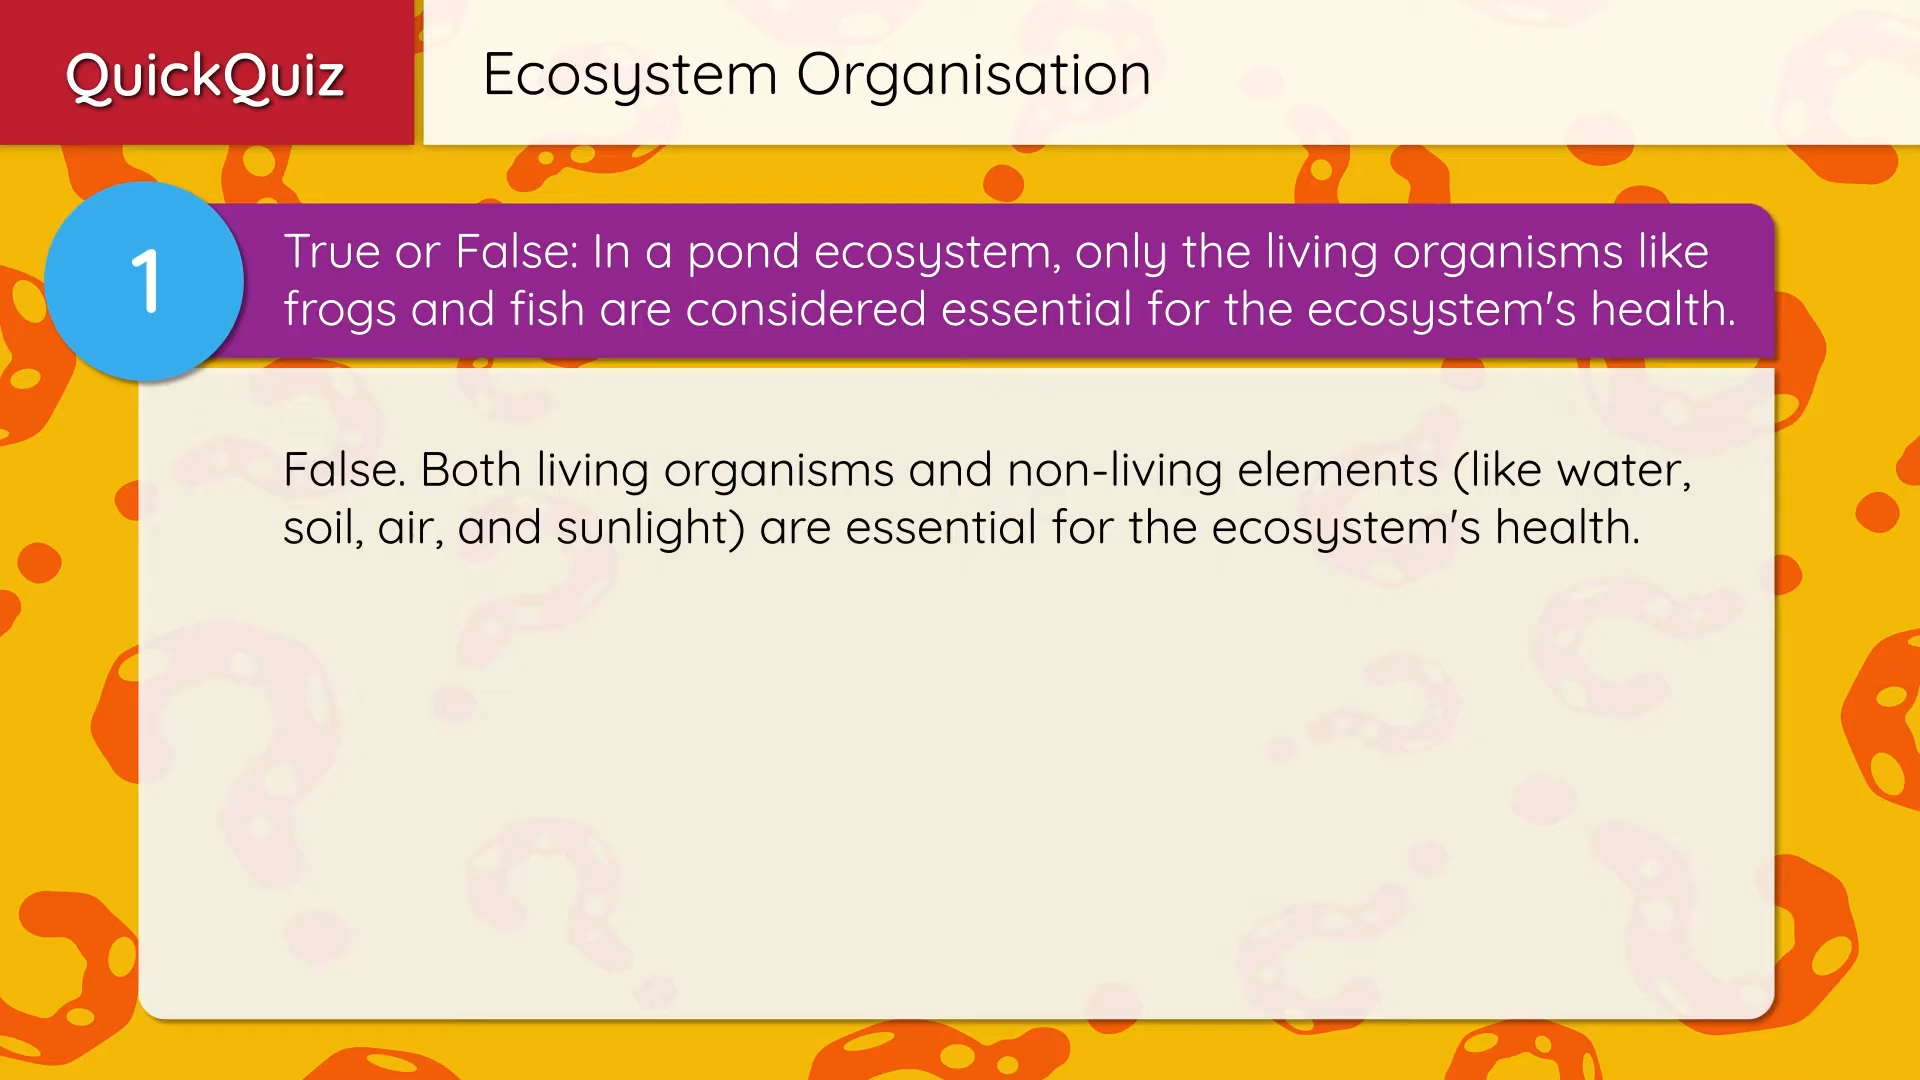 QuickQuiz
Ecosystem Organisation
1
True or False: In a pond ecosystem, only the living organisms like
frogs and fish are considered essential for the ecosystem's health.
False. Both living organisms and non-living elements (like water,
soil, air, and sunlight) are essential for the ecosystem's health.